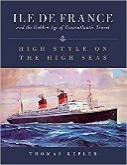 ILE DE FRANCE
and the Golden Age of Transatlantic Travel
HIGH STYLE ON
THE HIGH SEAS
THOMAS KEPLER